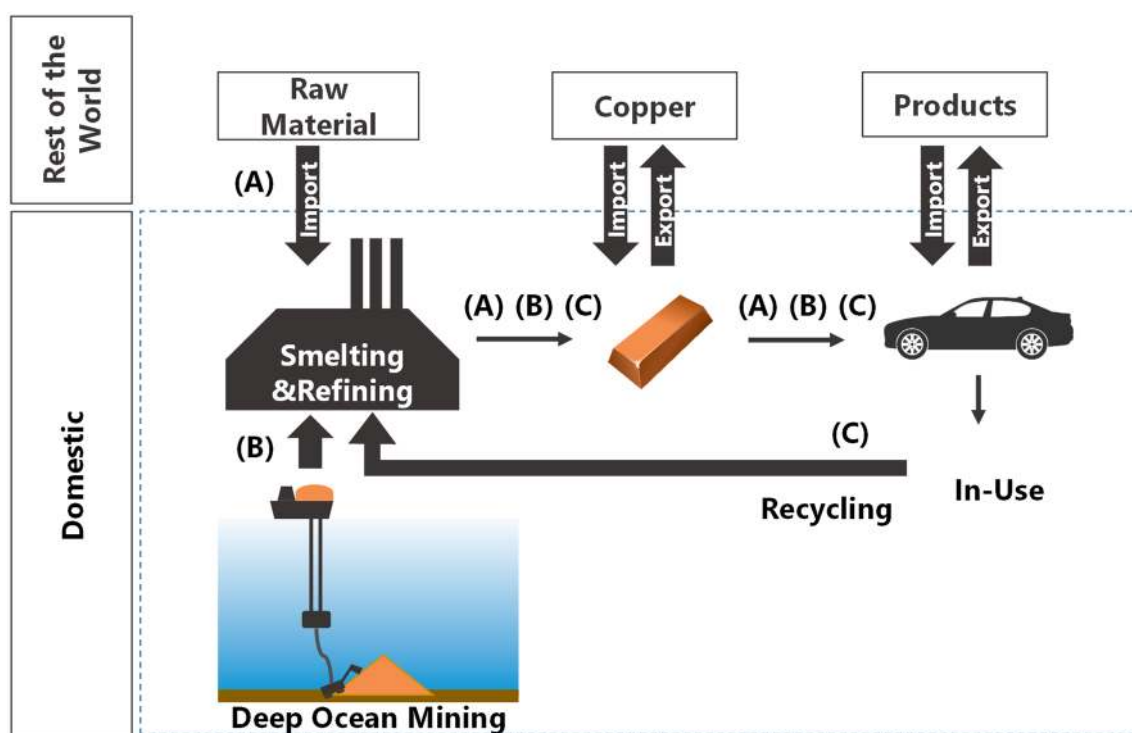 Rest of the
World
Raw
Material
Copper
Products
(A)
Import
Import
Export
Import
Export
Domestic
Smelting
&Refining
(A) (B) (C)
(A) (B) (C)
(B)
(C)
Recycling
In-Use
Deep Ocean Mining